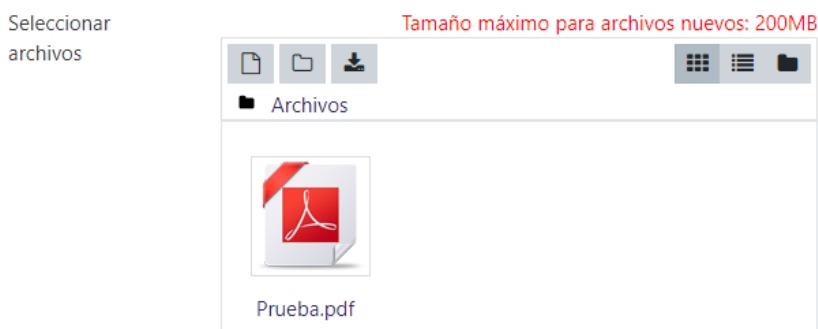 Seleccionar
archivos
Tamaño máximo para archivos nuevos: 200MB
Archivos
Prueba.pdf